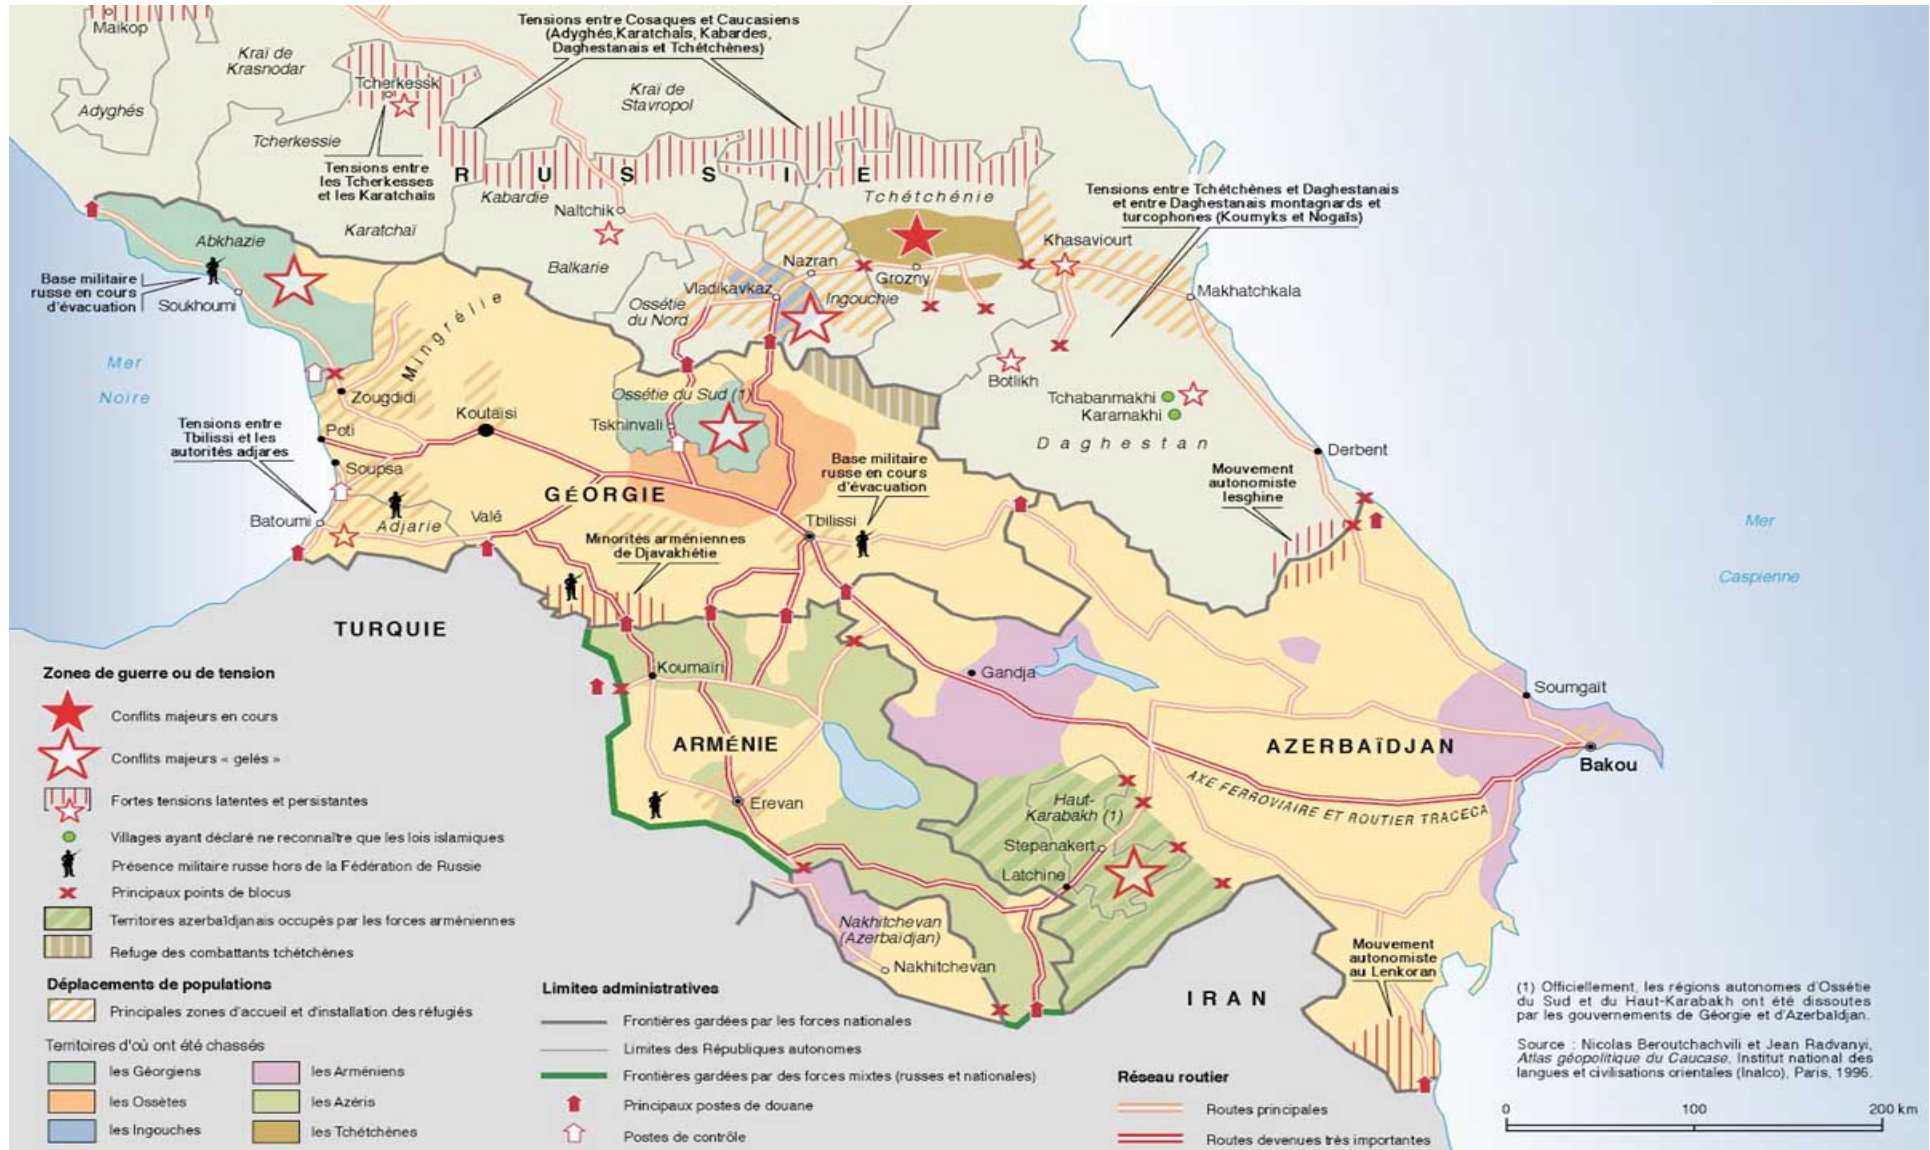 Maïkop
Kraï de
Krasnodar
Adyghés
Tcherkessk
Tcherkessie
Tensions entre
les Tcherkesses
et les Karatchaïs
Karatchaï
Tensions entre Cosaques et Caucasiens
(Adyghés,Karatchaïs, Kabardes,
Daghestanais et Tchétchènes)
Kraï de
Stavropol
RUSSIE
Kabardie
Naltchik
Balkarie
Tchétchénie
Tensions entre Tchétchènes et Daghestanais
et entre Daghestanais montagnards et
turcophones (Koumyks et Nogaïs)
Khasaviourt
Nazran
Grozny
Vladikavkaz
Ingouchie
Ossétie
du Nord
Makhatchkala
Botlikh
Tchabanmakhi
Karamakhi
Daghestan
Derbent
Mouvement
autonomiste
lesghine
Abkhazie
Base militaire
russe en cours
d'évacuation
Soukhoumi
Mer
Noire
Mingrélie
Zougdidi
Koutaïsi
Poti
Soupsa
Tensions entre
Tbilissi et les
autorités adjares
Batoumi
Adjarie
Valé
GÉORGIE
Ossétie du Sud (1)
Tskhinvali
Base militaire
russe en cours
d'évacuation
Tbilissi
Minorités arméniennes
de Djavakhétie
Mer
Caspienne
TURQUIE
Koumaïri
ARMÉNIE
Erevan
Gandja
AZERBAÏDJAN
Soumgaït
Bakou
AXE FERROVIAIRE ET ROUTIER TRACECA
Haut-
Karabakh (1)
Stepanakert
Latchine
Nakhitchevan
(Azerbaïdjan)
Nakhitchevan
IRAN
Mouvement
autonomiste
au Lenkoran
Zones de guerre ou de tension
Conflits majeurs en cours
Conflits majeurs « gelés »
Fortes tensions latentes et persistantes
Villages ayant déclaré ne reconnaître que les lois islamiques
Présence militaire russe hors de la Fédération de Russie
Principaux points de blocus
Territoires azerbaïdjanais occupés par les forces arméniennes
Refuge des combattants tchétchènes
Déplacements de populations
Principales zones d'accueil et d'installation des réfugiés
Territoires d'où ont été chassés
les Géorgiens
les Ossètes
les Ingouches
les Arméniens
les Azéris
les Tchétchènes
Limites administratives
Frontières gardées par les forces nationales
Limites des Républiques autonomes
Frontières gardées par des forces mixtes (russes et nationales)
Principaux postes de douane
Postes de contrôle
Réseau routier
Routes principales
Routes devenues très importantes
(1) Officiellement, les régions autonomes d'Ossétie
du Sud et du Haut-Karabakh ont été dissoutes
par les gouvernements de Géorgie et d'Azerbaïdjan.
Source : Nicolas Beroutchachvili et Jean Radvanyi,
Atlas géopolitique du Caucase, Institut national des
langues et civilisations orientales (Inalco), Paris, 1996.
0 100 200 km